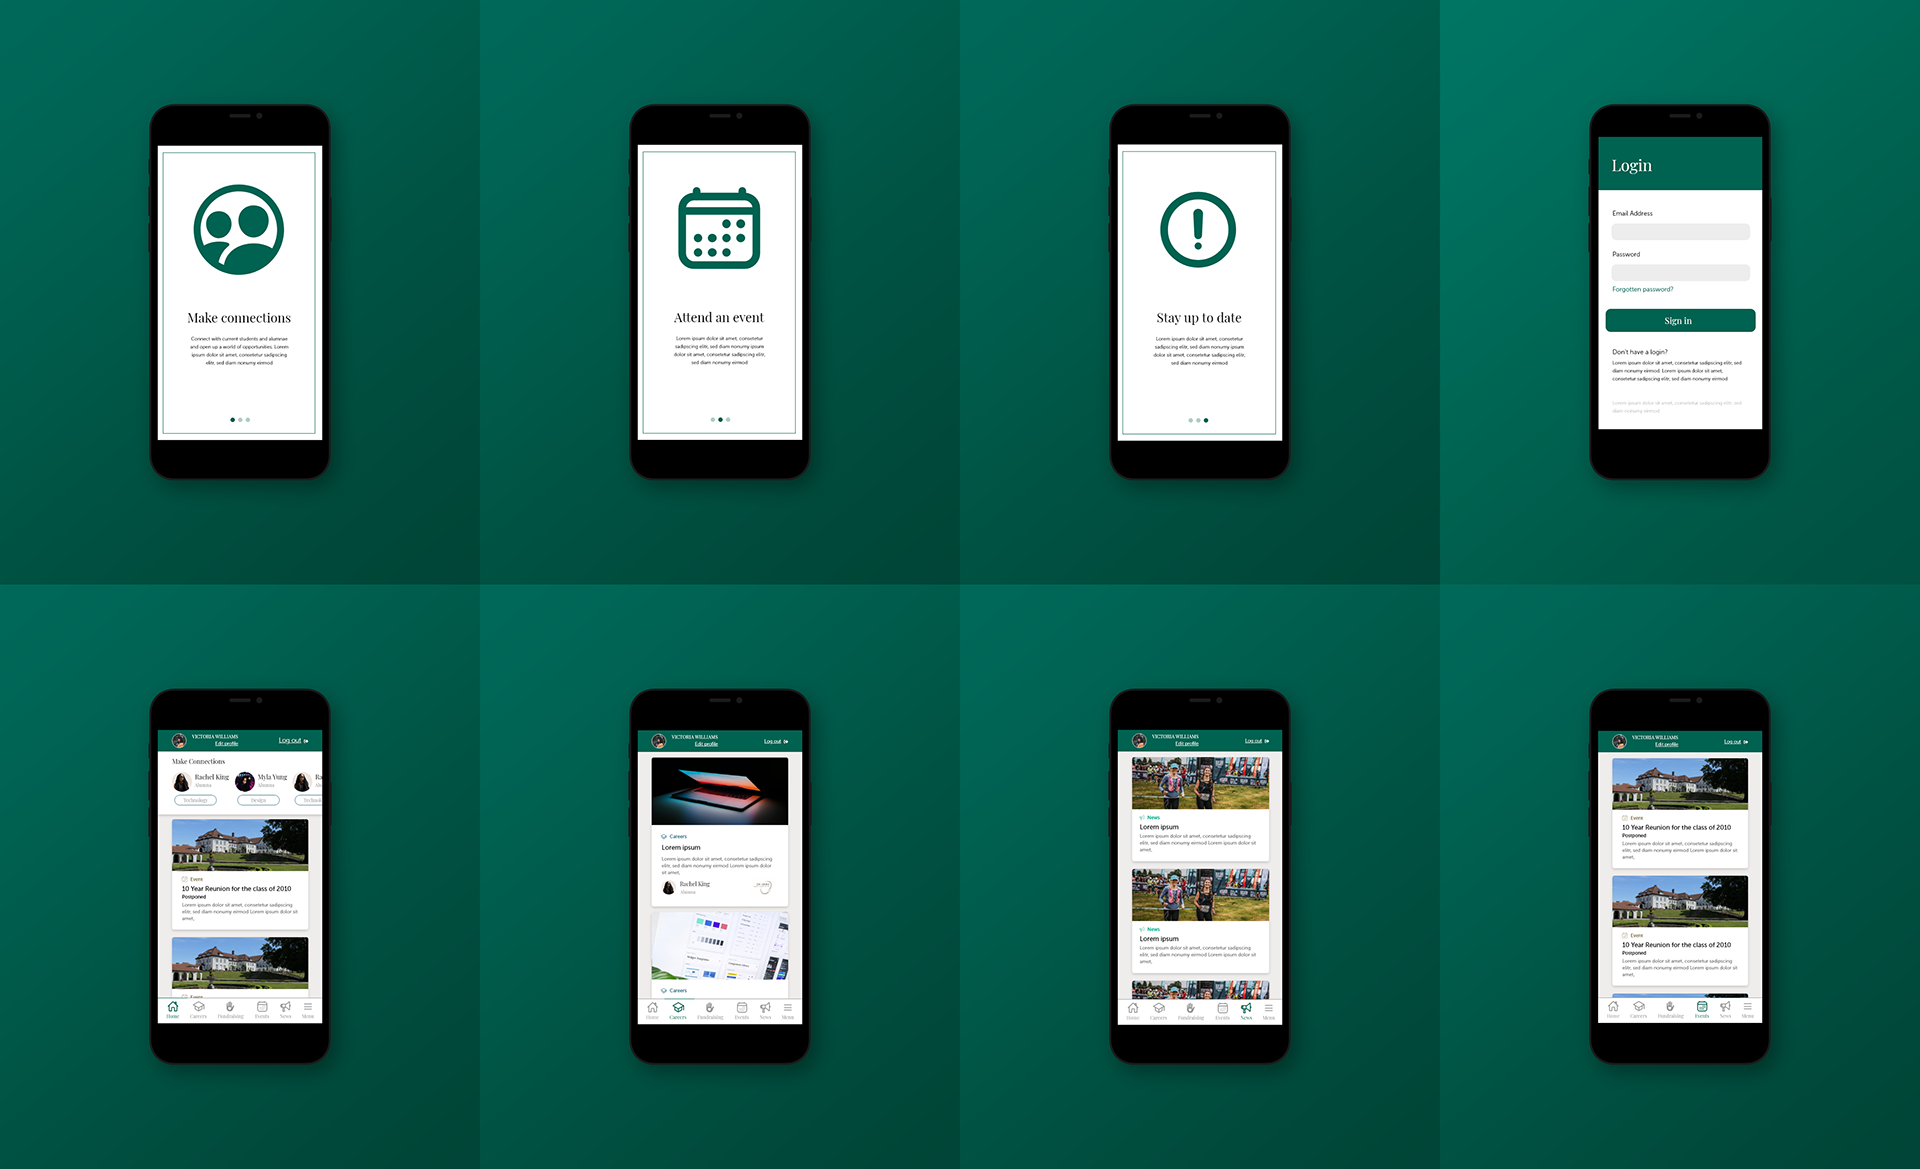 Make connections
Connect with current students and alumnae
and open up a world of opportunities. Lorem
ipsum dolor sit amet, consetetur sadipscing
elitr, sed diam nonumy eirmod
Attend an event
Lorem ipsum dolor sit amet, consetetur
sadipscing elitr, sed diam nonumy ipsum
dolor sit amet, consetetur sadipscing elitr,
sed diam nonumy eirmod
Stay up to date
Lorem ipsum dolor sit amet, consetetur
sadipscing elitr, sed diam nonumy ipsum
dolor sit amet, consetetur sadipscing elitr,
sed diam nonumy eirmod
Login
Email Address
Password
Forgotten password?
Sign in
Don't have a login?
Lorem ipsum dolor sit amet, consetetur sadipscing elitr, sed
diam nonumy eirmod. Lorem ipsum dolor sit amet,
consetetur sadipscing elitr, sed diam nonumy eirmod
Lorem ipsum dolor sit amet, consetetur sadipscing elitr, sed
diam nonumy eirmod
VICTORIA WILLIAMS
Edit profile
Log out
Make Connections
Rachel King
Alumna
Technology
Myla Yung
Alumna
Design
Ra
Alumna
Technol
Event
10 Year Reunion for the class of 2010
Postponed
Lorem ipsum dolor sit amet, consetetur sadipscing
elitr, sed diam nonumy eirmod Lorem ipsum dolor sit
amet,
Event
Home
Careers
Fundraising
Events
News
Menu
VICTORIA WILLIAMS
Edit profile
Log out
Careers
Lorem ipsum
Lorem ipsum dolor sit amet, consetetur sadipscing
elitr, sed diam nonumy eirmod Lorem ipsum dolor
sit amet,
Rachel King
Alumna
Careers
Home
Careers
Fundraising
Events
News
Menu
VICTORIA WILLIAMS
Edit profile
Log out
News
Lorem ipsum
Lorem ipsum dolor sit amet, consetetur sadipscing
elitr, sed diam nonumy eirmod Lorem ipsum dolor sit
amet,
News
Lorem ipsum
Lorem ipsum dolor sit amet, consetetur sadipscing
elitr, sed diam nonumy eirmod Lorem ipsum dolor sit
amet,
Home
Careers
Fundraising
Events
News
Menu
VICTORIA WILLIAMS
Edit profile
Log out
Event
10 Year Reunion for the class of 2010
Postponed
Lorem ipsum dolor sit amet, consetetur sadipscing
elitr, sed diam nonumy eirmod Lorem ipsum dolor sit
amet,
Event
10 Year Reunion for the class of 2010
Postponed
Lorem ipsum dolor sit amet, consetetur sadipscing
elitr, sed diam nonumy eirmod Lorem ipsum dolor sit
amet,
Home
Careers
Fundraising
Events
News
Menu